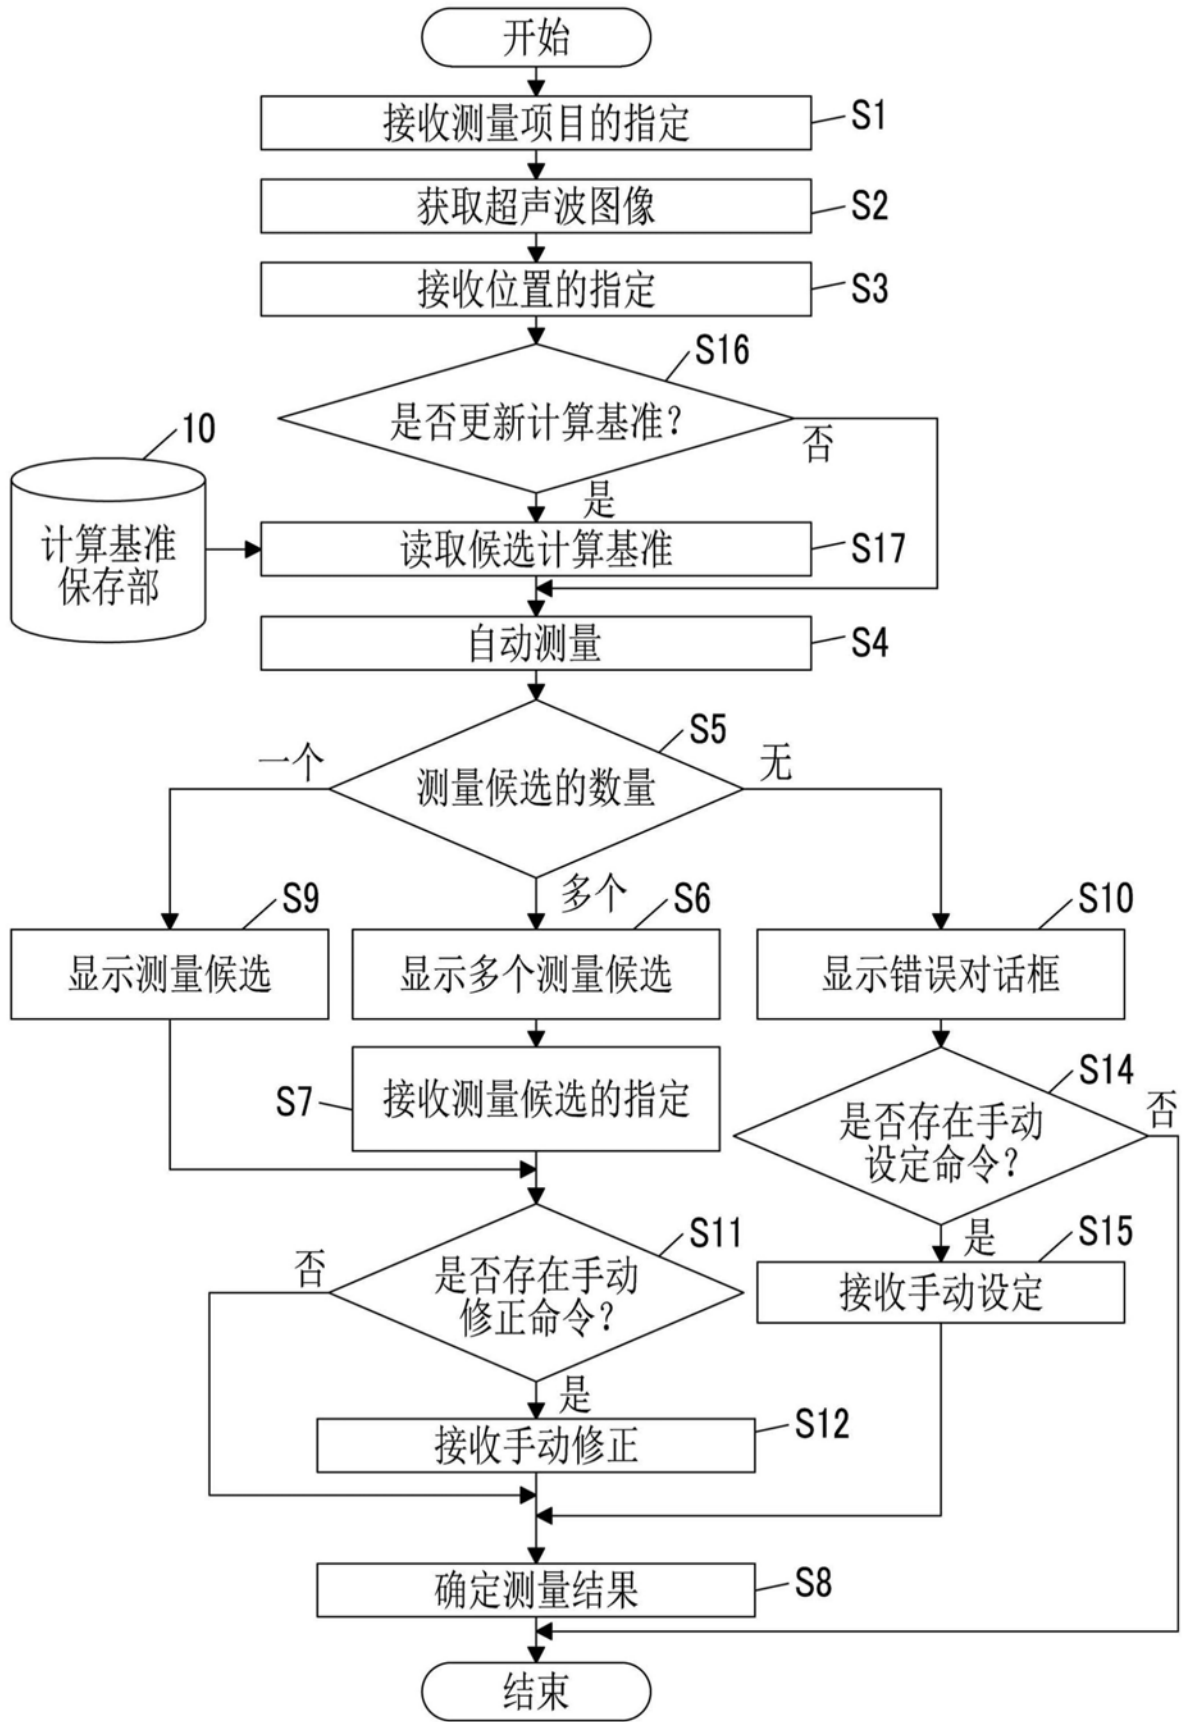 开始
接收测量项目的指定
S1
获取超声波图像
S2
接收位置的指定
S3
S16
是否更新计算基准?
否
是
10
计算基准
保存部
读取候选计算基准
S17
自动测量
S4
S5
测量候选的数量
一个
无
多个
S9
显示测量候选
S6
显示多个测量候选
S10
显示错误对话框
S7
接收测量候选的指定
S14
是否存在手动
设定命令?
否
是
S11
是否存在手动
修正命令?
否
是
S15
接收手动设定
接收手动修正
S12
确定测量结果
S8
结束